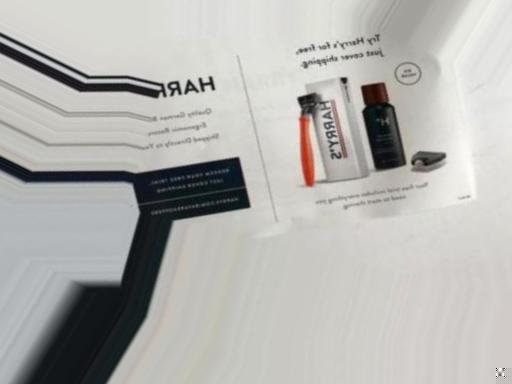 Try Harry's for free,
just cover shipping.
HARRY'S
H
HARR
Quality German
Ergonomic Razors
Shipped Directly to You
REDEEM YOUR FREE TRIAL,
JUST COVER SHIPPING
Your free trial includes everything you
need to start shaving.